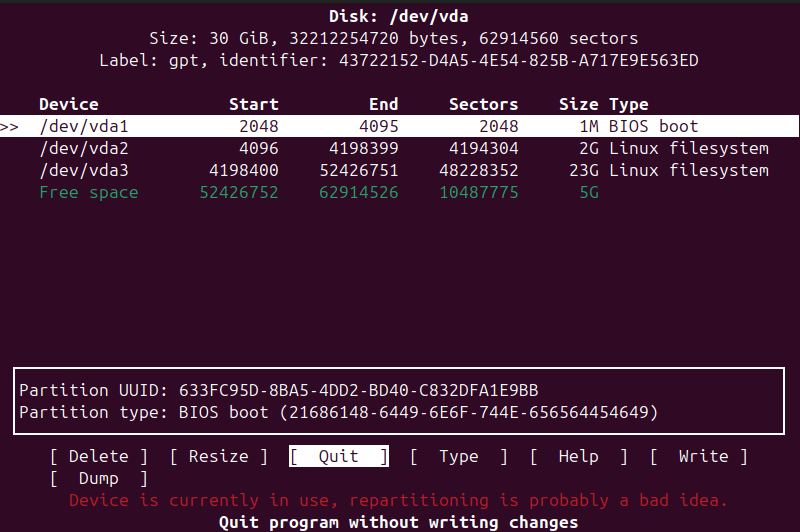 Disk: /dev/vda
Size: 30 GiB, 32212254720 bytes, 62914560 sectors
Label: gpt, identifier: 43722152-D4A5-4E54-825B-A717E9E563ED
Device Start End Sectors Size Type
>> /dev/vda1 2048 4095 2048 1M BIOS boot
/dev/vda2 4096 4198399 4194304 2G Linux filesystem
/dev/vda3 4198400 52426751 48228352 23G Linux filesystem
Free space 52426752 62914526 10487775 5G
Partition UUID: 633FC95D-8BA5-4DD2-BD40-C832DFA1E9BB
Partition type: BIOS boot (21686148-6449-6E6F-744E-656564454649)
[ Delete ] [ Resize ] [ Quit ] [ Type ] [ Help ] [ Write ]
[ Dump ]
Device is currently in use, repartitioning is probably a bad idea.
Quit program without writing changes